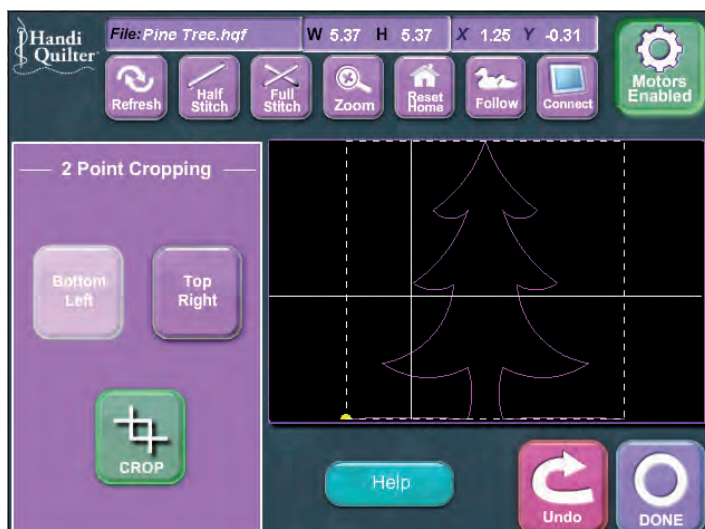 Handi
Quilter
File: Pine Tree.hqf W 5.37 H 5.37 X 1.25 Y -0.31
Refresh
Half
Stitch
Full
Stitch
Zoom
Reset
Home
Follow
Connect
Motors
Enabled
2 Point Cropping
Bottom
Left
Top
Right
CROP
Help
Undo
DONE